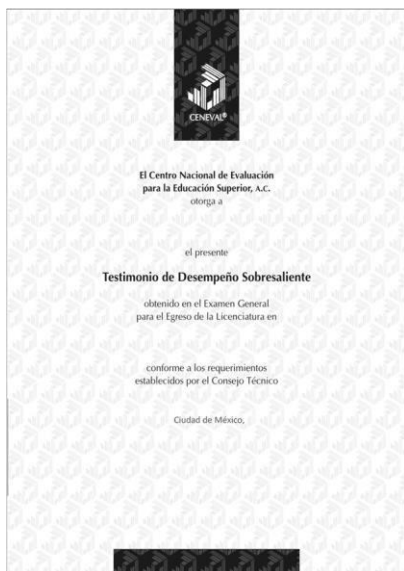 CENEVAL®
El Centro Nacional de Evaluación
para la Educación Superior, A.C.
otorga a
el presente
Testimonio de Desempeño Sobresaliente
obtenido en el Examen General
para el Egreso de la Licenciatura en
conforme a los requerimientos
establecidos por el Consejo Técnico
Ciudad de México,